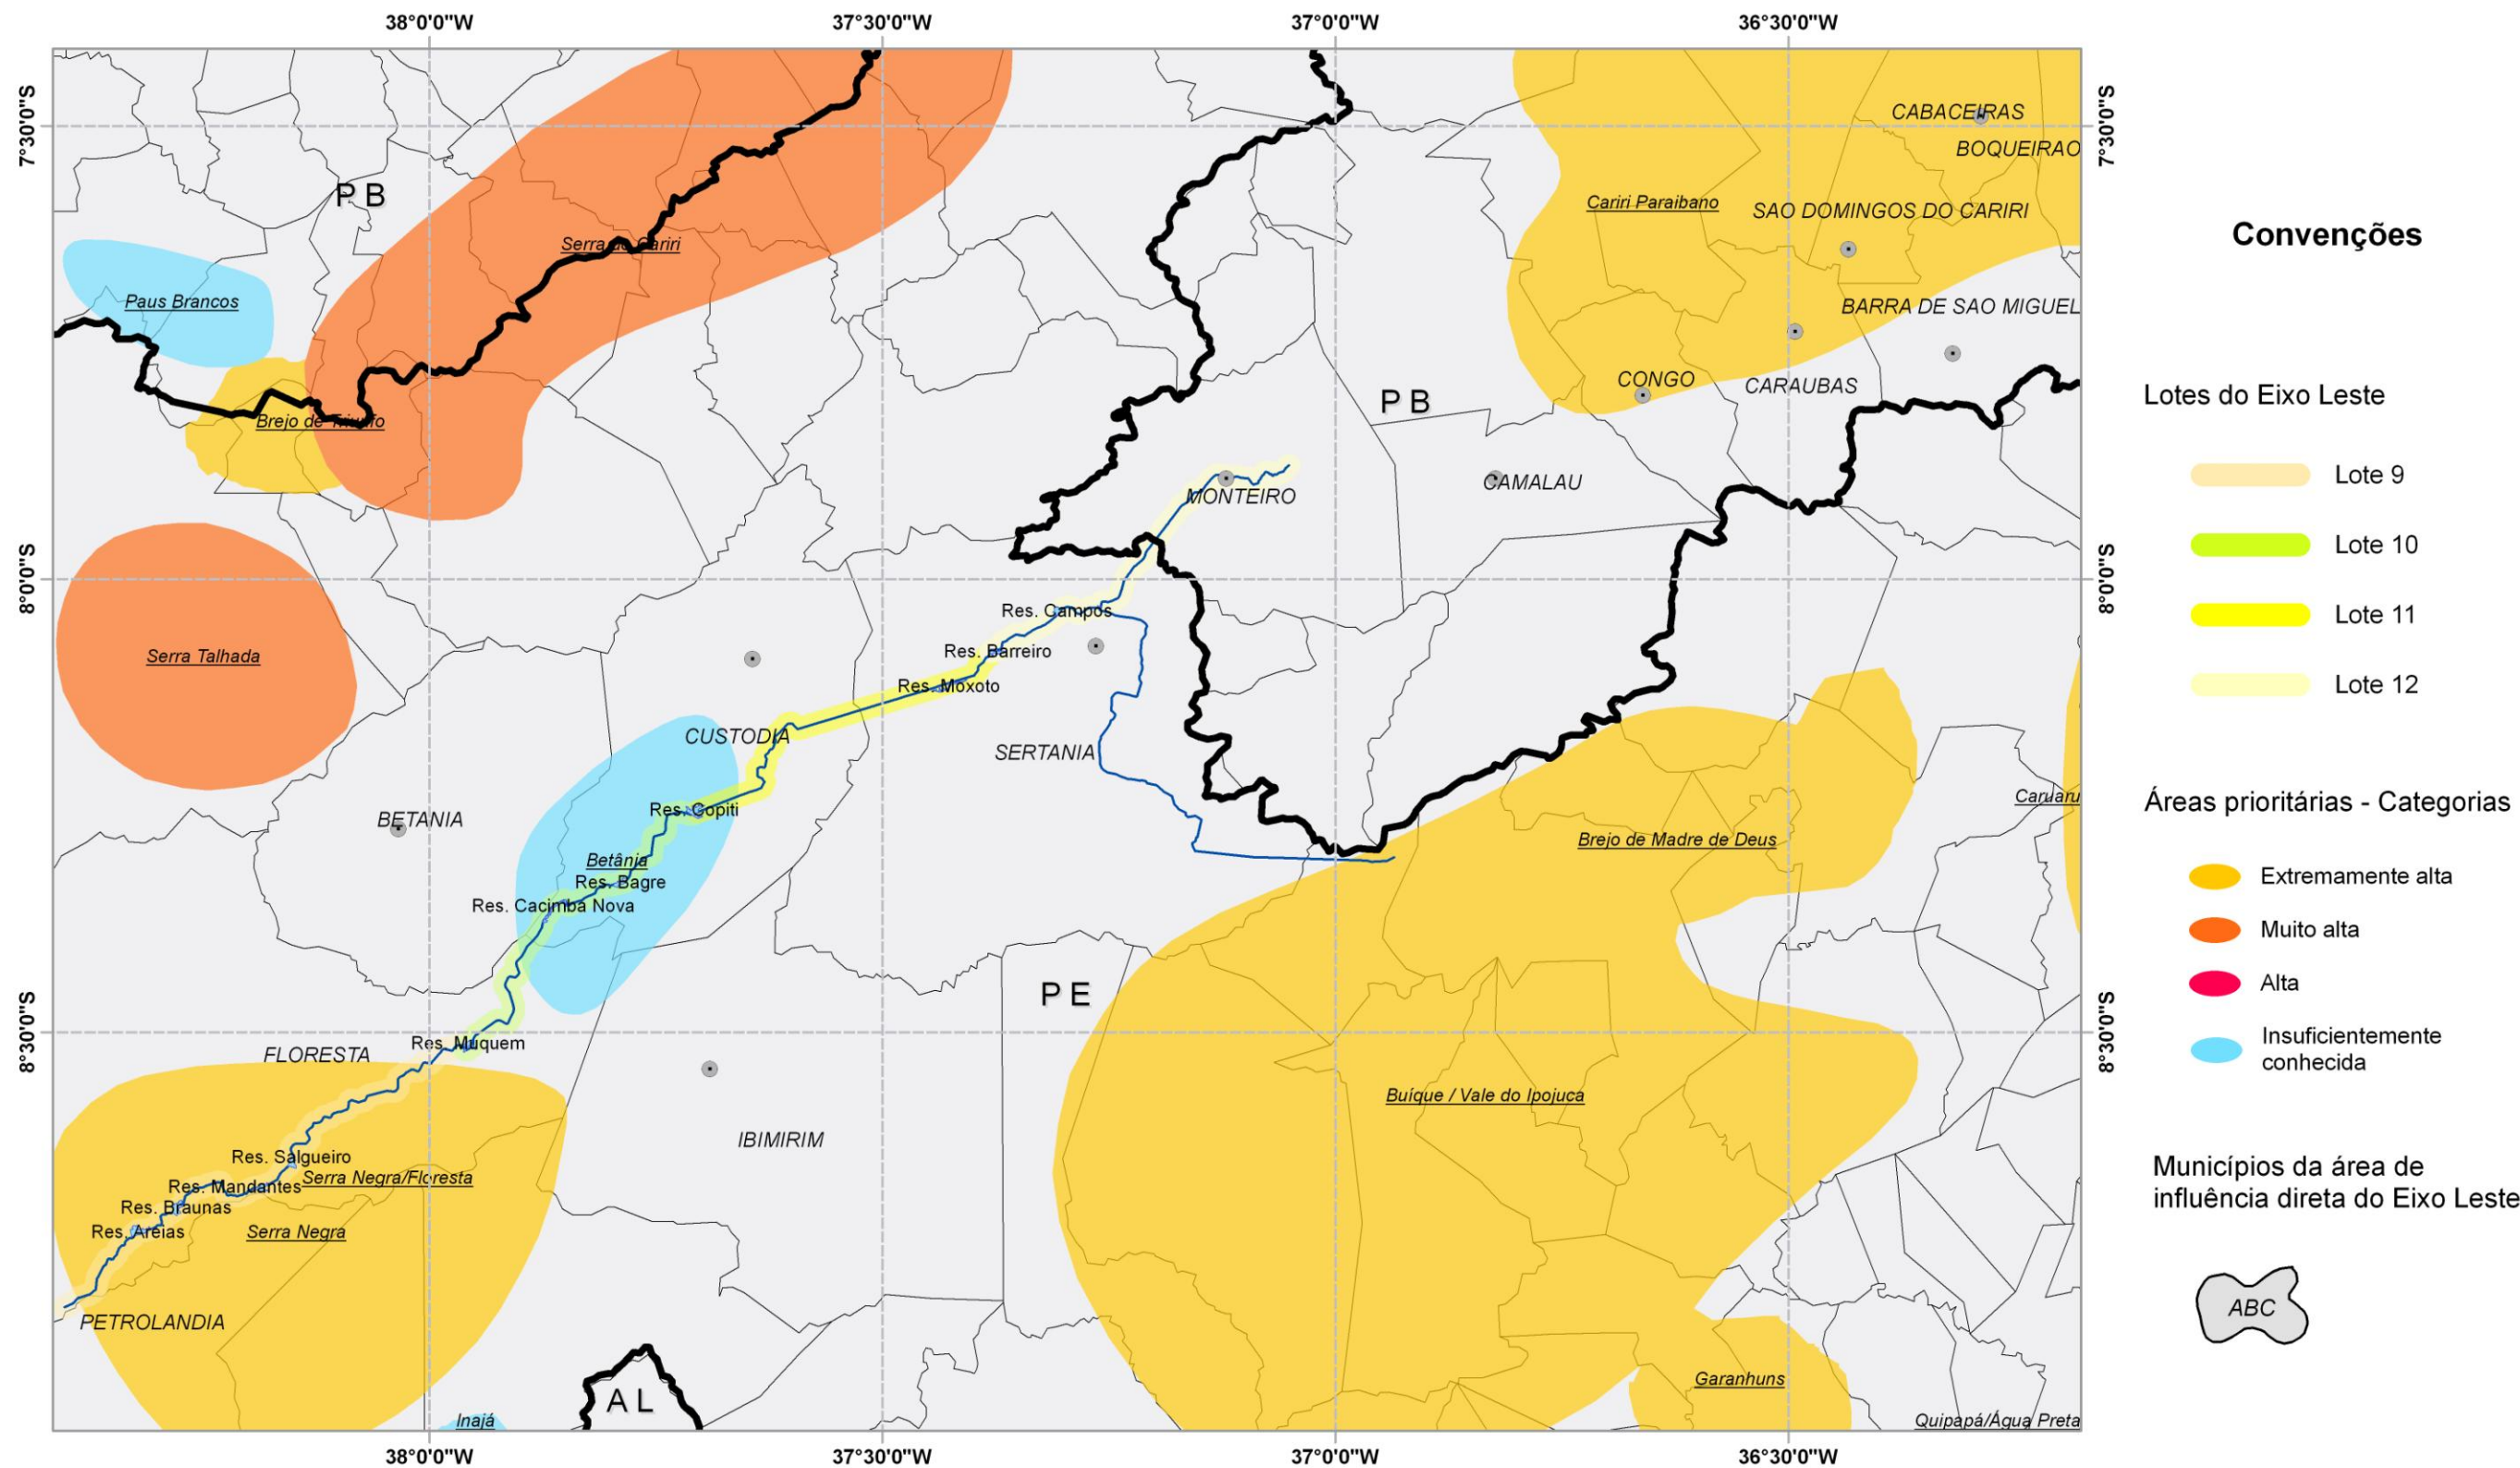 38°0'0"W
37°30'0"W
37°0'0"W
36°30'0"W
7°30'0"S
7°30'0"S
CABACEIRAS
BOQUEIRAO
P B
Cariri Paraibano
SAO DOMINGOS DO CARIRI
Serra do Cariri
Paus Brancos
BARRA DE SAO MIGUEL
CONGO
CARAUBAS
P B
Brejo de Triunfo
CAMALAU
MONTEIRO
8°0'0"S
8°0'0"S
Res. Campos
Res. Barreiro
Serra Talhada
Res. Moxoto
CUSTODIA
SERTANIA
Caruaru
Res. Copiti
BETANIA
Brejo de Madre de Deus
Betânia
Res. Bagre
Res. Cacimba Nova
P E
8°30'0"S
8°30'0"S
Res. Muquem
FLORESTA
Buíque / Vale do Ipojuca
IBIMIRIM
Res. Salgueiro
Serra Negra/Floresta
Res. Mandantes
Res. Braunas
Res. Areias
Serra Negra
PETROLANDIA
Garanhuns
A L
Inajá
Quipapá/Água Preta
38°0'0"W
37°30'0"W
37°0'0"W
36°30'0"W
Convenções
Lotes do Eixo Leste
Lote 9
Lote 10
Lote 11
Lote 12
Áreas prioritárias - Categorias
Extremamente alta
Muito alta
Alta
Insuficientemente
conhecida
Municípios da área de
influência direta do Eixo Leste
ABC